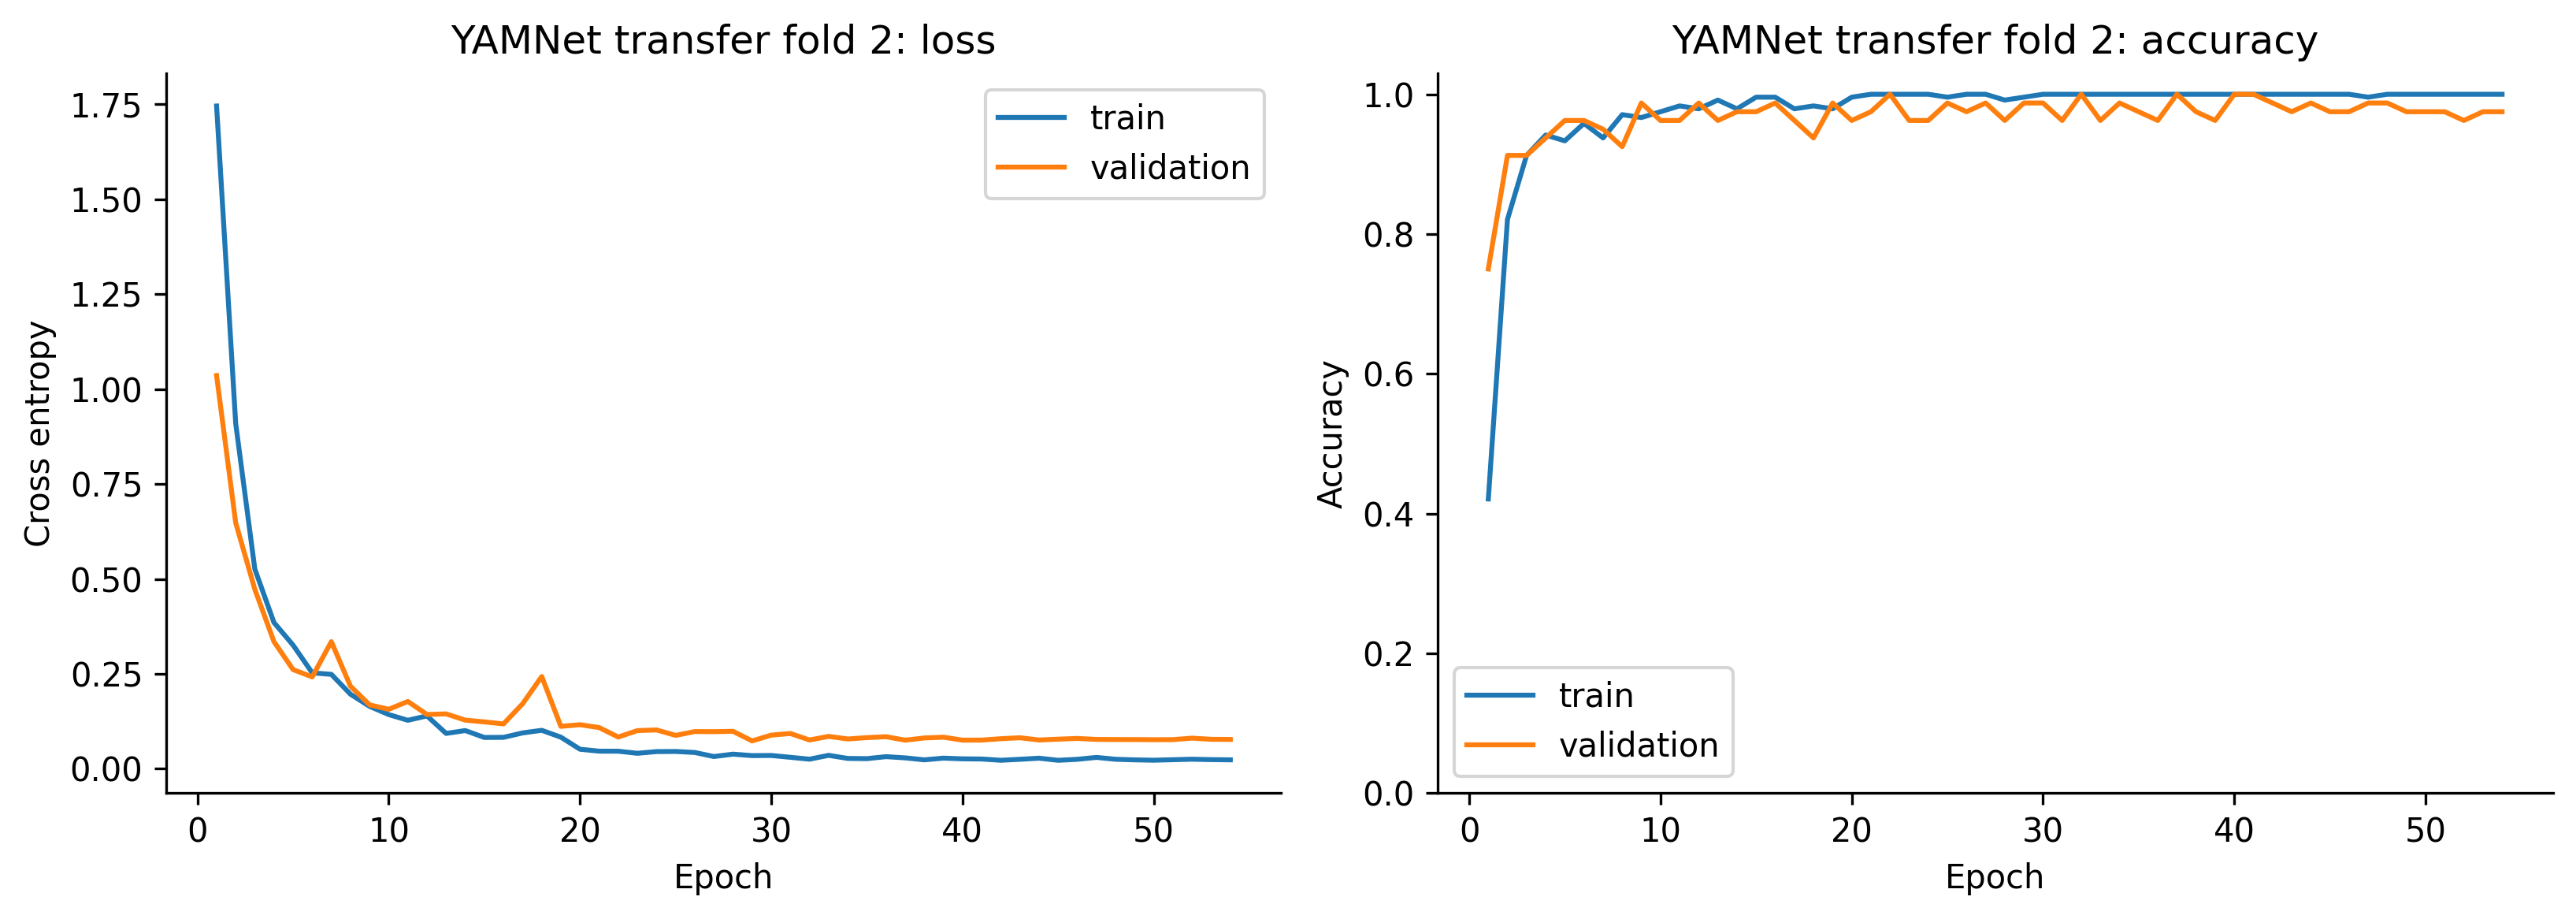 YAMNet transfer fold 2: loss
1.75
1.50
1.25
1.00
0.75
0.50
0.25
0.00
Cross entropy
train
validation
0 10 20 30 40 50
Epoch
YAMNet transfer fold 2: accuracy
1.0
0.8
0.6
0.4
0.2
0.0
Accuracy
train
validation
0 10 20 30 40 50
Epoch